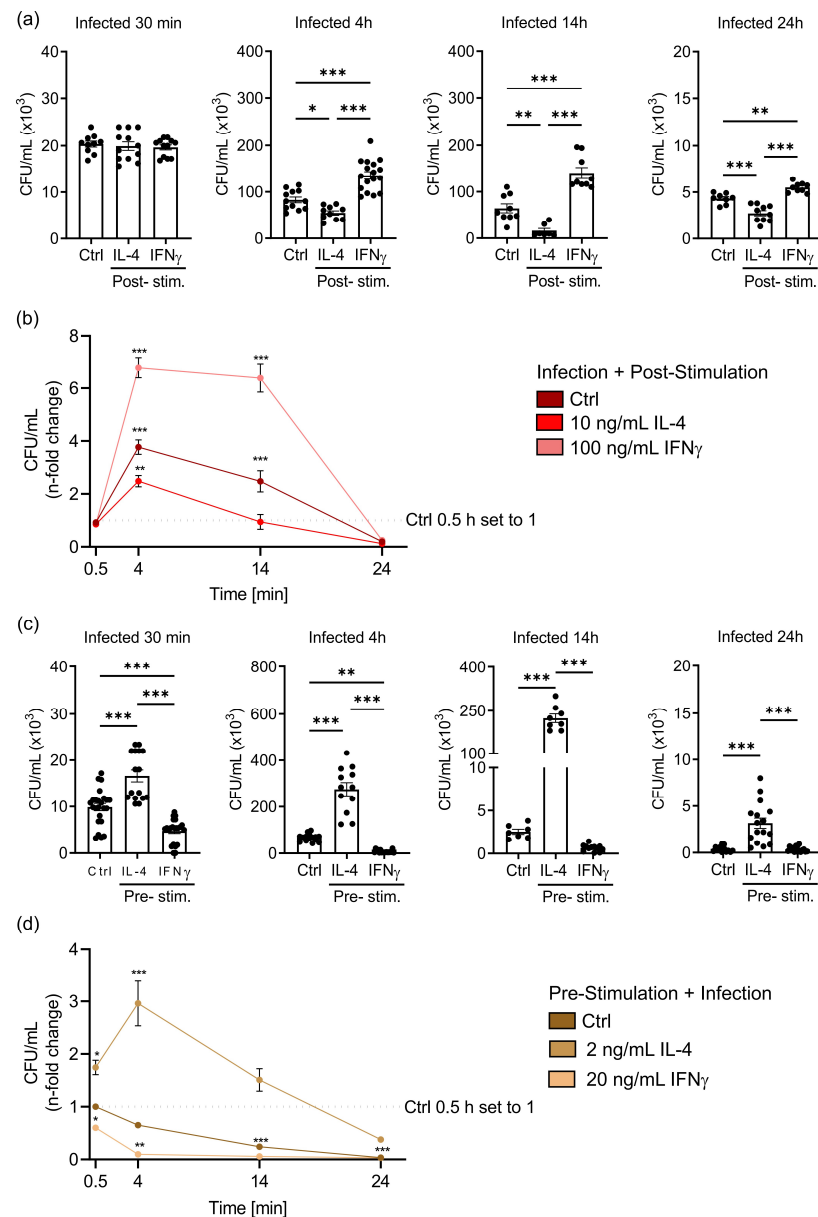 (a)
Infected 30 min
Infected 4h
Infected 14h
Infected 24h
CFU/mL (x10³)
40
30
20
10
0
Ctrl IL-4 IFNγ
Post- stim.
CFU/mL (x10³)
400
300
200
100
0
***
* ***
Ctrl IL-4 IFNγ
Post- stim.
CFU/mL (x10³)
400
300
200
100
0
***
** ***
Ctrl IL-4 IFNγ
Post- stim.
CFU/mL (x10³)
20
15
10
5
0
**
*** ***
Ctrl IL-4 IFNγ
Post- stim.
(b)
CFU/mL
(n-fold change)
8
6
4
2
0
*** ***
*** ***
**
0.5 4 14 24
Time [min]
Ctrl 0.5 h set to 1
Infection + Post-Stimulation
Ctrl
10 ng/mL IL-4
100 ng/mL IFNγ
(c)
Infected 30 min
Infected 4h
Infected 14h
Infected 24h
CFU/mL (x10³)
40
30
20
10
0
***
*** ***
Ctrl IL-4 IFNγ
Pre- stim.
CFU/mL (x10³)
800
600
400
200
0
**
*** ***
Ctrl IL-4 IFNγ
Pre- stim.
CFU/mL (x10³)
400
250
100
10
5
0
*** ***
Ctrl IL-4 IFNγ
Pre- stim.
CFU/mL (x10³)
20
15
10
5
0
*** ***
Ctrl IL-4 IFNγ
Pre- stim.
(d)
CFU/mL
(n-fold change)
4
3
2
1
0
* ***
* ** *** ***
0.5 4 14 24
Time [min]
Ctrl 0.5 h set to 1
Pre-Stimulation + Infection
Ctrl
2 ng/mL IL-4
20 ng/mL IFNγ